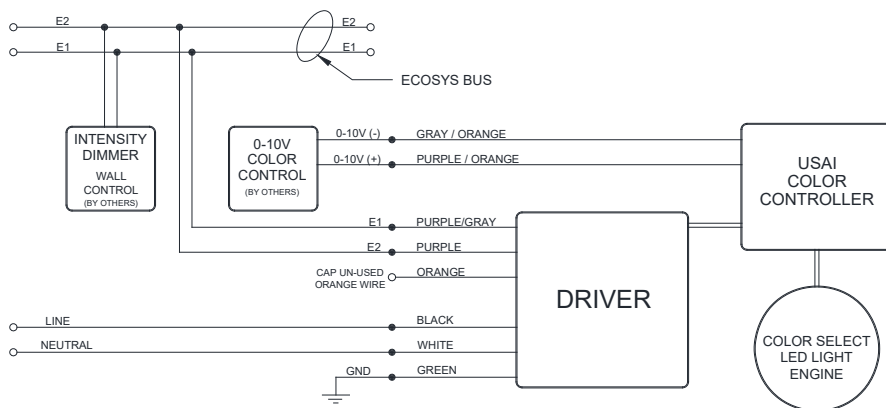 E2
E2
E1
E1
ECOSYS BUS
INTENSITY
DIMMER
WALL
CONTROL
(BY OTHERS)
0-10V
COLOR
CONTROL
(BY OTHERS)
0-10V (-)
GRAY / ORANGE
0-10V (+)
PURPLE / ORANGE
USAI
COLOR
CONTROLLER
E1
PURPLE/GRAY
E2
PURPLE
CAP UN-USED
ORANGE WIRE
ORANGE
DRIVER
LINE
BLACK
NEUTRAL
WHITE
GND
GREEN
COLOR SELECT
LED LIGHT
ENGINE